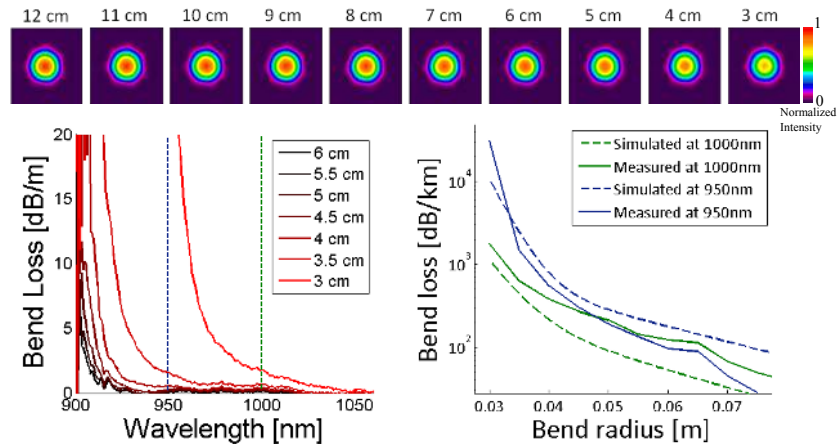 12 cm 11 cm 10 cm 9 cm 8 cm 7 cm 6 cm 5 cm 4 cm 3 cm
1
0
Normalized
Intensity
20
15
10
5
0
Bend Loss [dB/m]
6 cm
5.5 cm
5 cm
4.5 cm
4 cm
3.5 cm
3 cm
900 950 1000 1050
Wavelength [nm]
Simulated at 1000nm
Measured at 1000nm
Simulated at 950nm
Measured at 950nm
10^4
10^3
10^2
Bend loss [dB/km]
0.03 0.04 0.05 0.06 0.07
Bend radius [m]